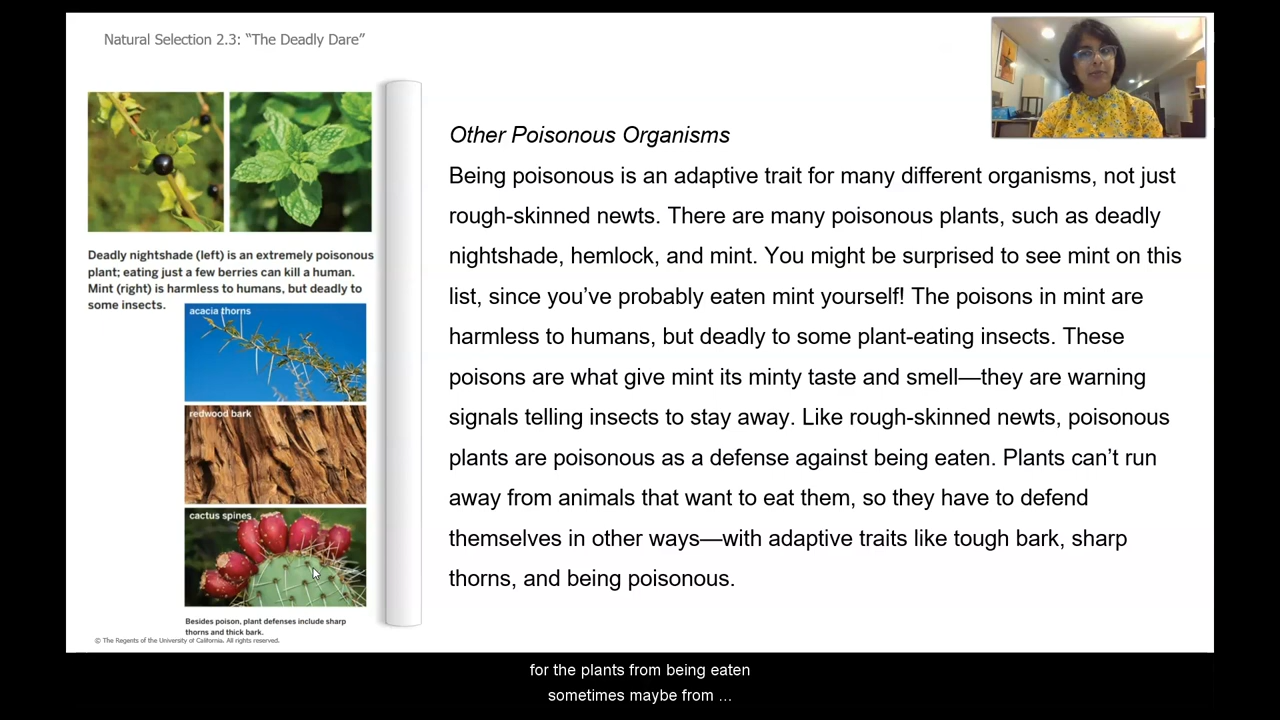 Natural Selection 2.3: “The Deadly Dare”
Deadly nightshade (left) is an extremely poisonous
plant; eating just a few berries can kill a human.
Mint (right) is harmless to humans, but deadly to
some insects.
acacia thorns
redwood bark
cactus spines
Besides poison, plant defenses include sharp
thorns and thick bark.
© The Regents of the University of California. All rights reserved.
Other Poisonous Organisms
Being poisonous is an adaptive trait for many different organisms, not just
rough-skinned newts. There are many poisonous plants, such as deadly
nightshade, hemlock, and mint. You might be surprised to see mint on this
list, since you’ve probably eaten mint yourself! The poisons in mint are
harmless to humans, but deadly to some plant-eating insects. These
poisons are what give mint its minty taste and smell—they are warning
signals telling insects to stay away. Like rough-skinned newts, poisonous
plants are poisonous as a defense against being eaten. Plants can’t run
away from animals that want to eat them, so they have to defend
themselves in other ways—with adaptive traits like tough bark, sharp
thorns, and being poisonous.
for the plants from being eaten
sometimes maybe from ...